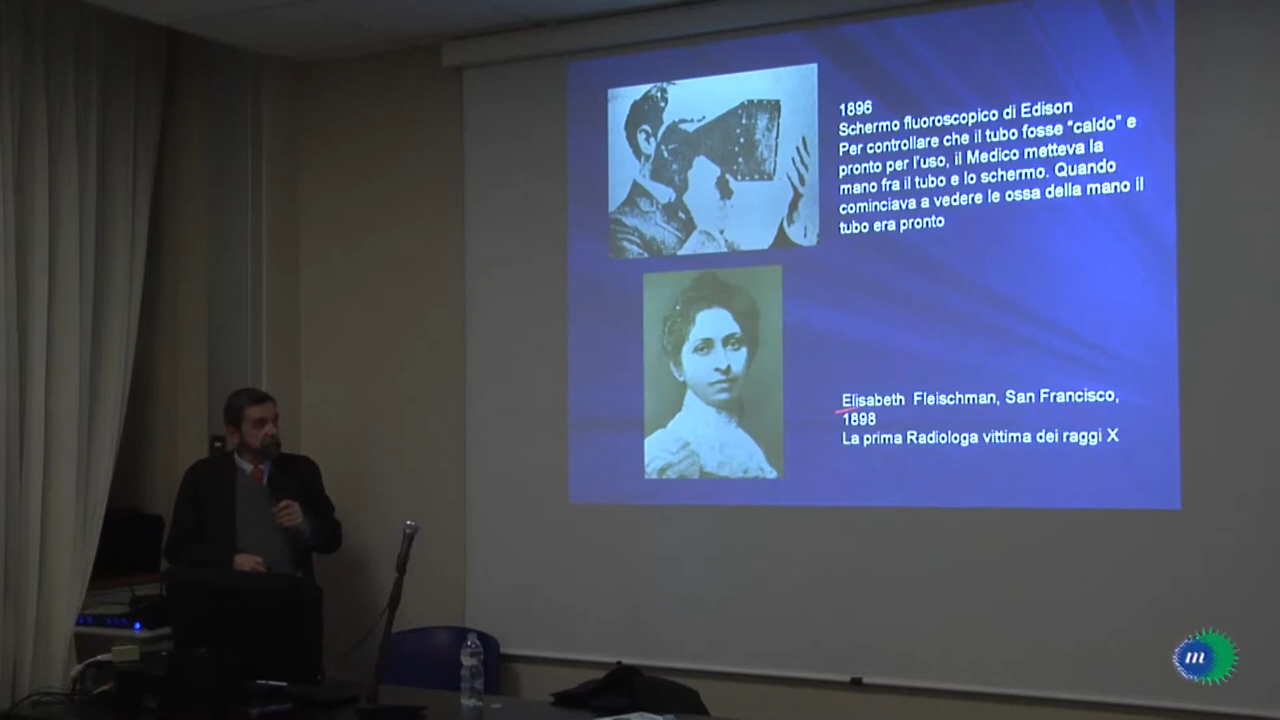 1896
Schermo fluoroscopico di Edison
Per controllare che il tubo fosse “caldo” e
pronto per l’uso, il Medico metteva la
mano fra il tubo e lo schermo. Quando
cominciava a vedere le ossa della mano il
tubo era pronto
Elisabeth Fleischman, San Francisco,
1898
La prima Radiologa vittima dei raggi X
m